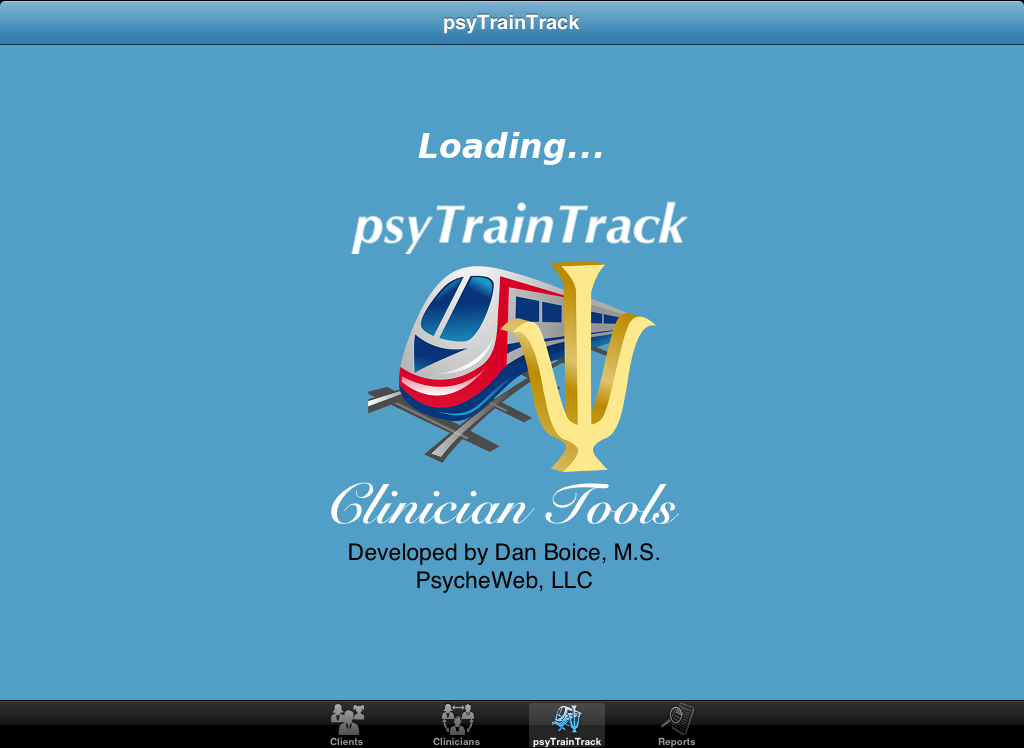 psyTrainTrack
Loading...
psyTrainTrack
Clinician Tools
Developed by Dan Boice, M.S.
PsycheWeb, LLC
Clients
Clinicians
psyTrainTrack
Reports